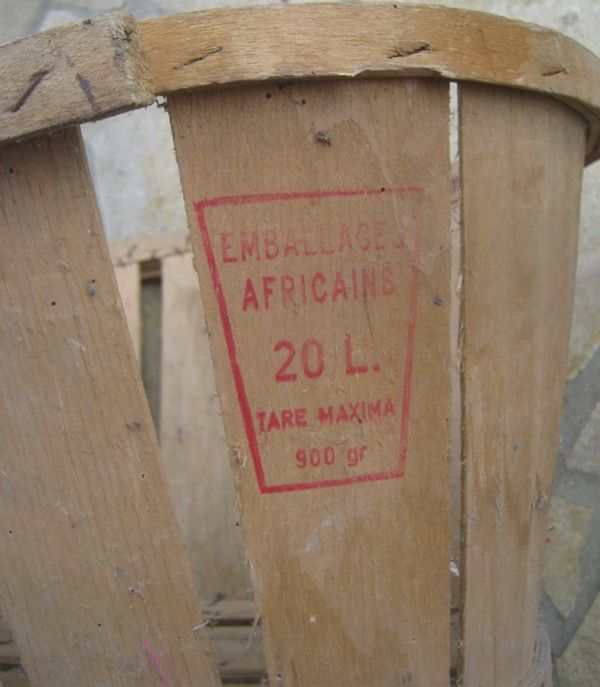 EMBALLAGES
AFRICAINS
20 L.
TARE MAXIMA
900 gr